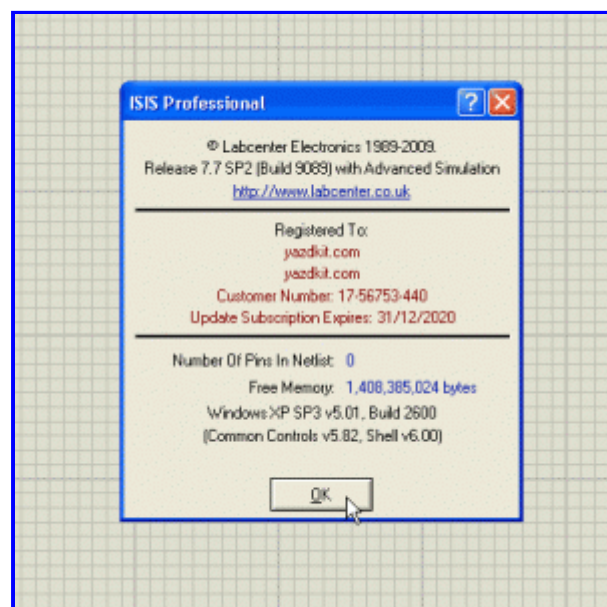 ISIS Professional
© Labcenter Electronics 1989-2009.
Release 7.7 SP2 (Build 9089) with Advanced Simulation
http://www.labcenter.co.uk
Registered To:
yazdkit.com
yazdkit.com
Customer Number: 17-56753-440
Update Subscription Expires: 31/12/2020
Number Of Pins In Netlist: 0
Free Memory: 1,408,385,024 bytes
Windows XP SP3 v5.01, Build 2600
(Common Controls v5.82, Shell v6.00)
OK